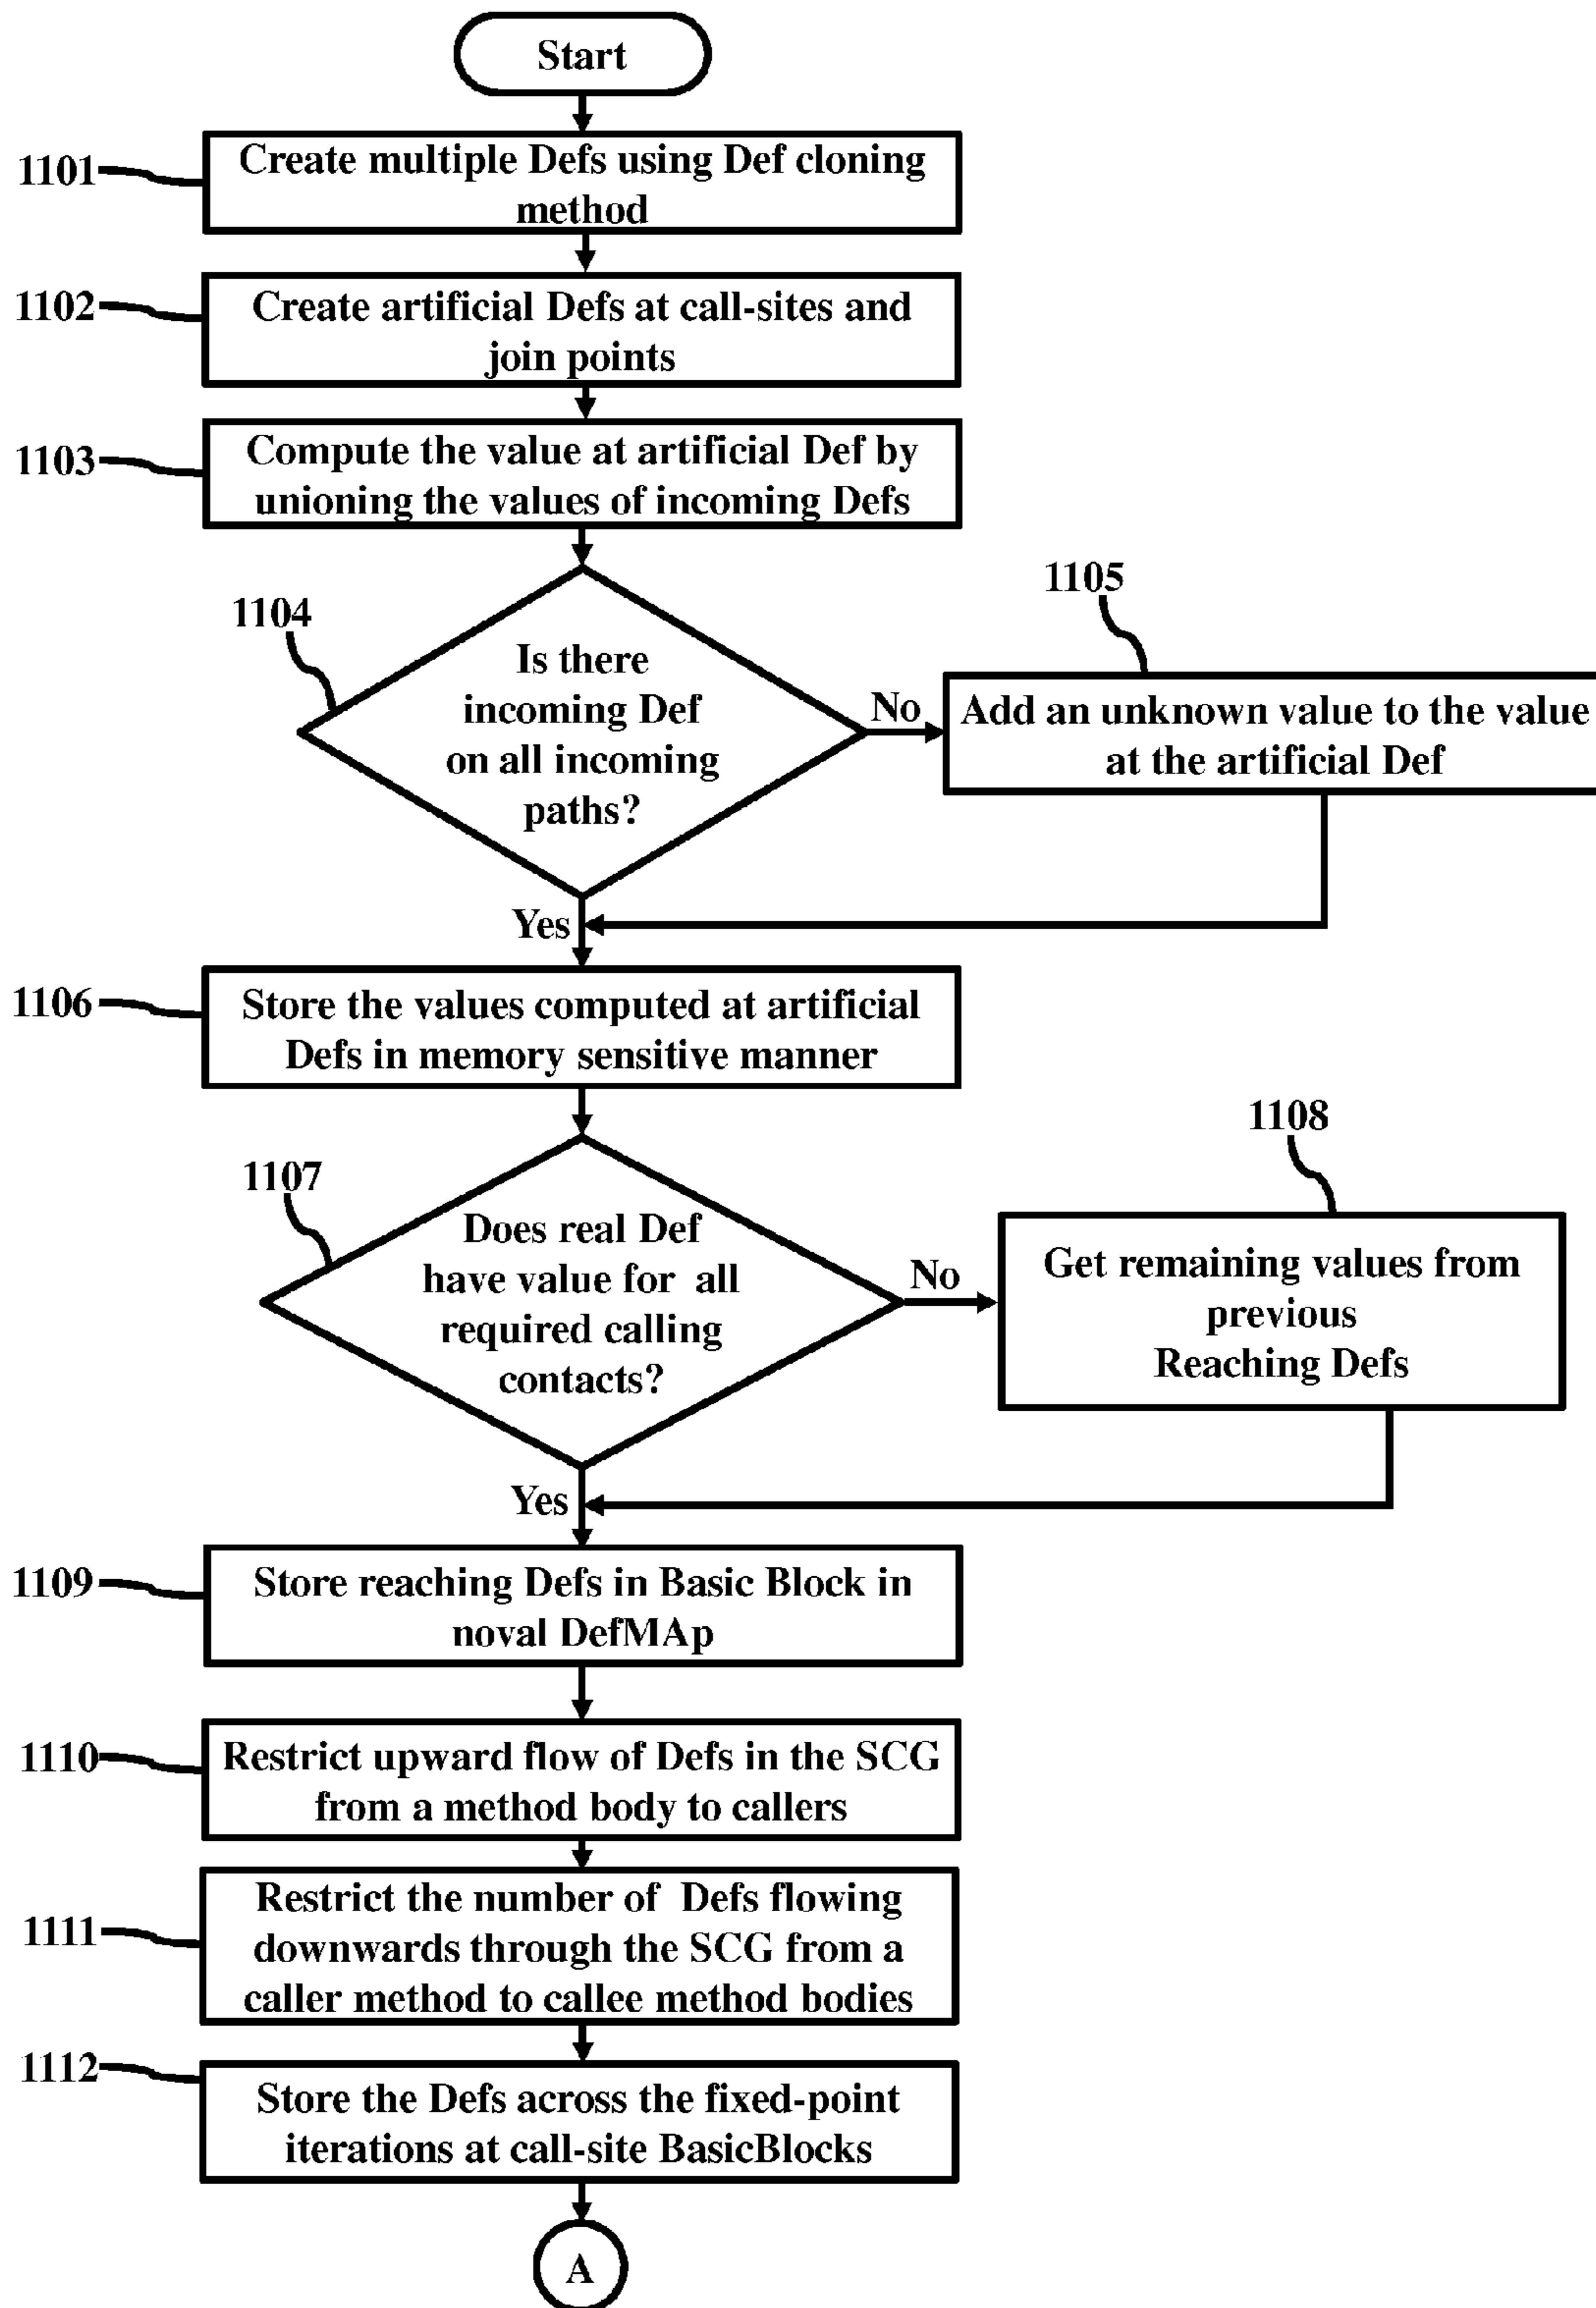 Start
1101
Create multiple Defs using Def cloning
method
1102
Create artificial Defs at call-sites and
join points
1103
Compute the value at artificial Def by
unioning the values of incoming Defs
1104
Is there
incoming Def
on all incoming
paths?
No
1105
Add an unknown value to the value
at the artificial Def
Yes
1106
Store the values computed at artificial
Defs in memory sensitive manner
1107
Does real Def
have value for all
required calling
contacts?
No
1108
Get remaining values from
previous
Reaching Defs
Yes
1109
Store reaching Defs in Basic Block in
noval DefMAp
1110
Restrict upward flow of Defs in the SCG
from a method body to callers
1111
Restrict the number of Defs flowing
downwards through the SCG from a
caller method to callee method bodies
1112
Store the Defs across the fixed-point
iterations at call-site BasicBlocks
A